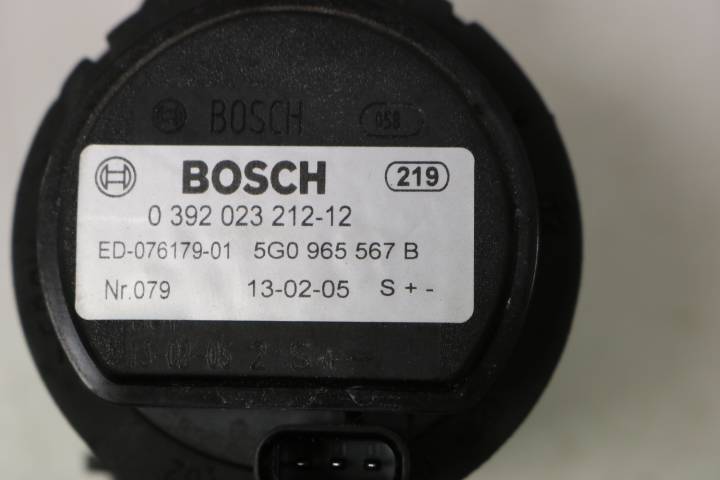 BOSCH 058
BOSCH 219
0 392 023 212-12
ED-076179-01 5G0 965 567 B
Nr.079 13-02-05 S + -
2 S + -